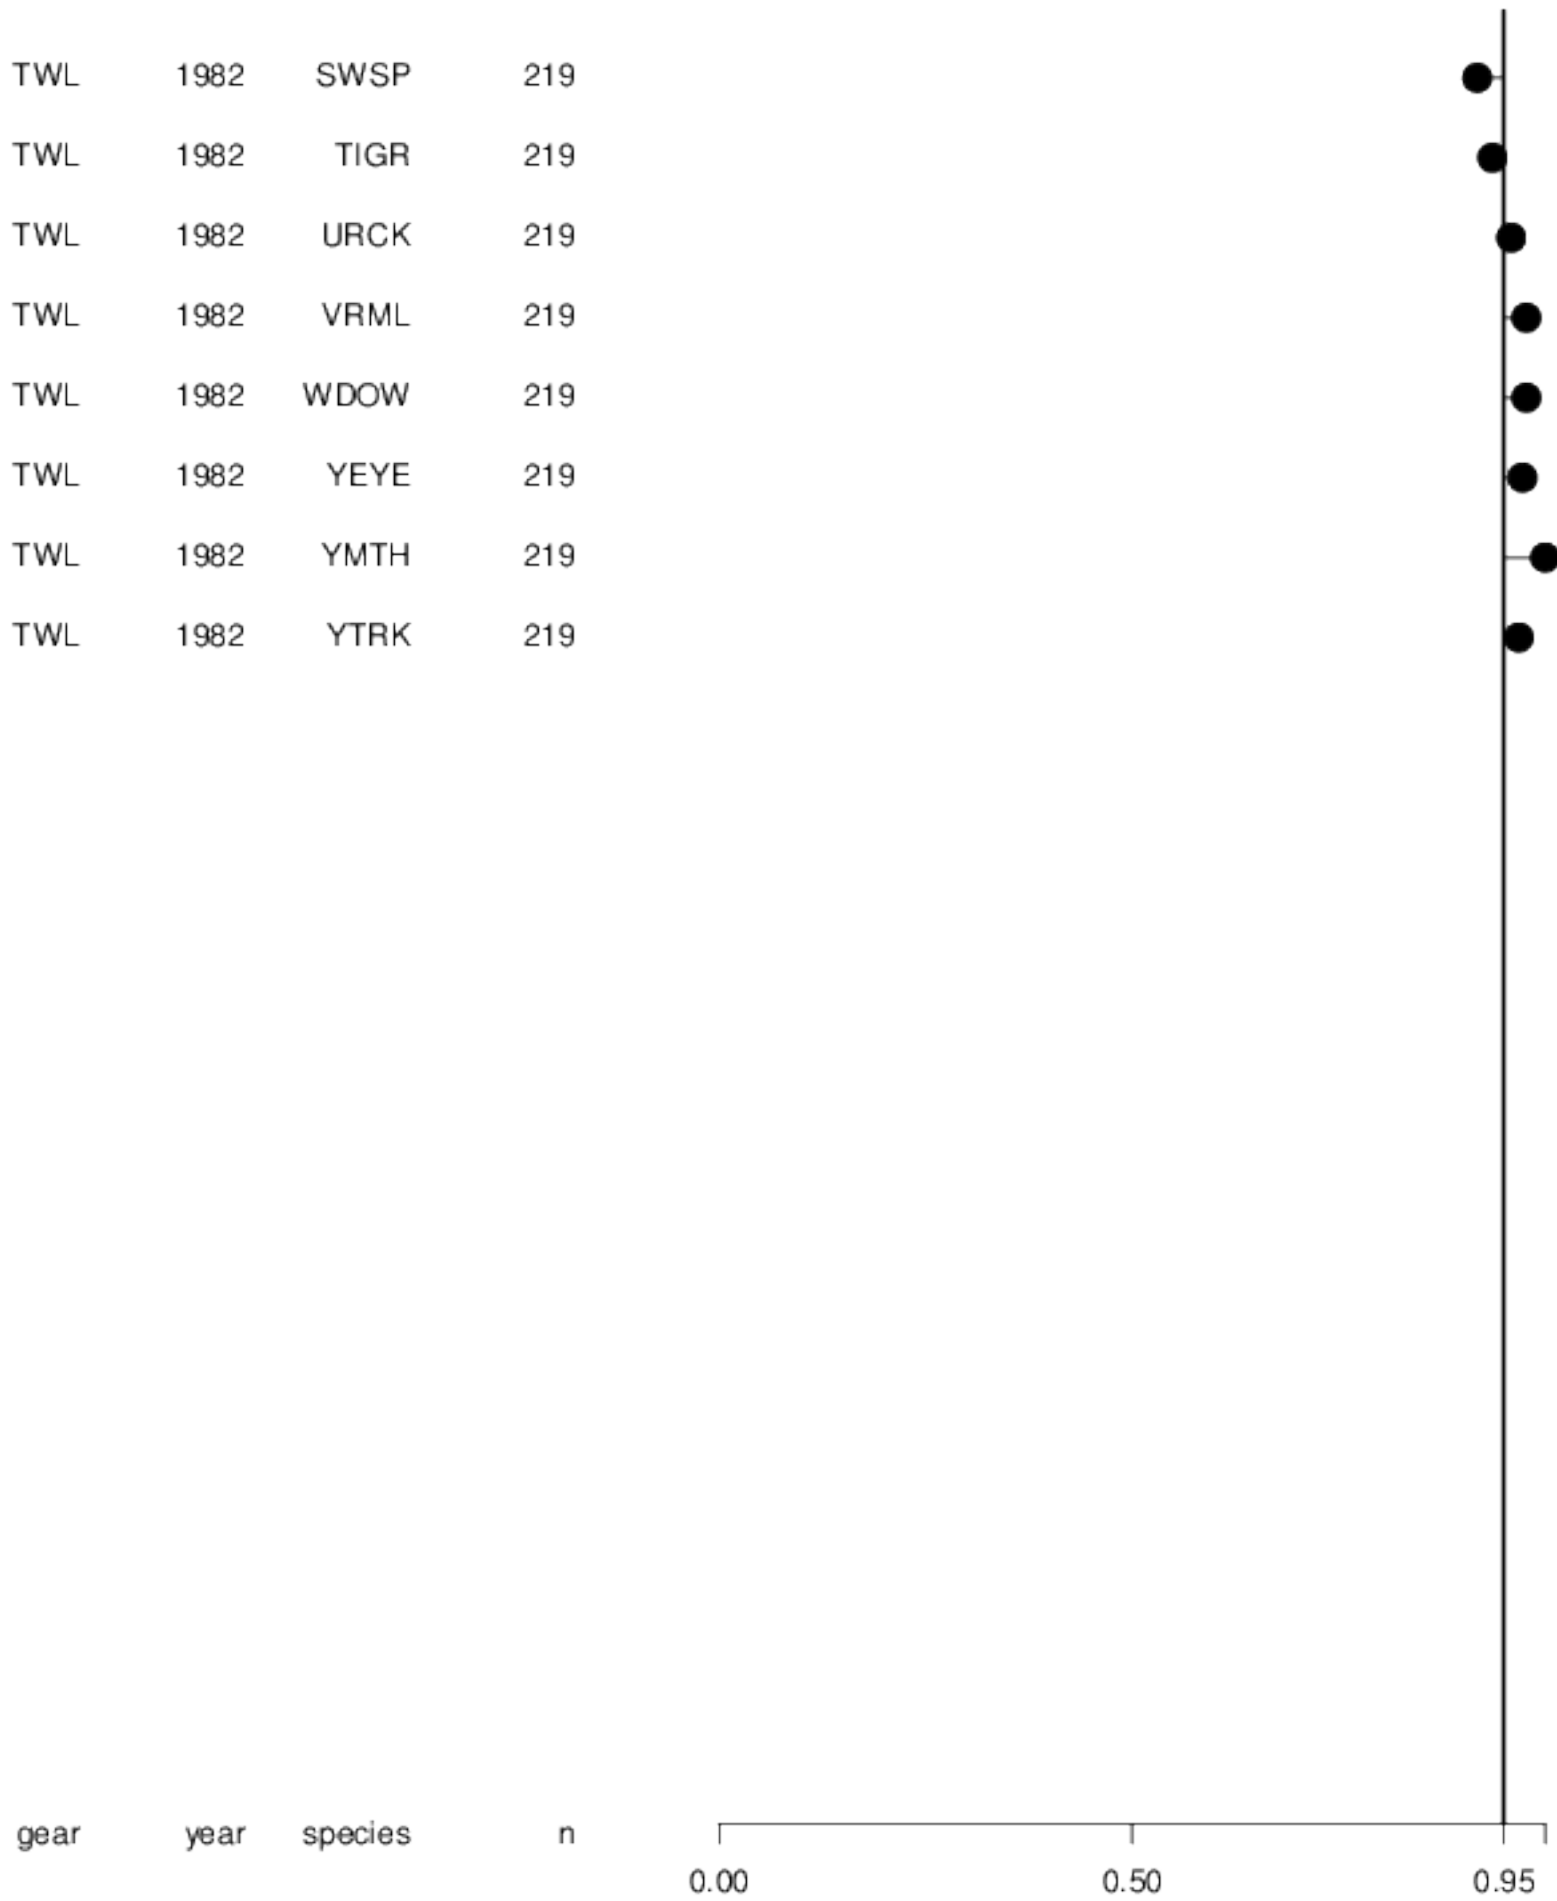 TWL 1982 SWSP 219
TWL 1982 TIGR 219
TWL 1982 URCK 219
TWL 1982 VRML 219
TWL 1982 WDOW 219
TWL 1982 YEYE 219
TWL 1982 YMTH 219
TWL 1982 YTRK 219
gear year species n
0.00 0.50 0.95